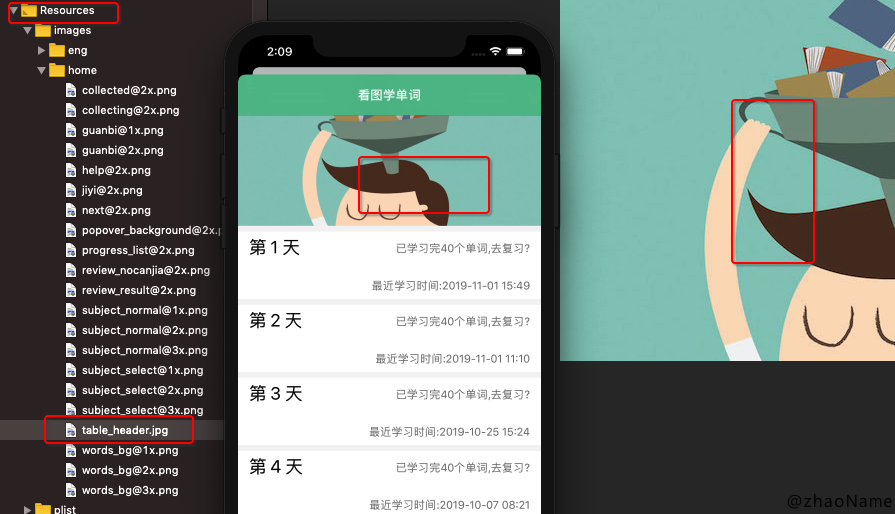 Resources
images
eng
home
collected@2x.png
collecting@2x.png
guanbi@1x.png
guanbi@2x.png
help@2x.png
jiyi@2x.png
next@2x.png
popover_background@2x.p
progress_list@2x.png
review_nocanjia@2x.png
review_result@2x.png
subject_normal@1x.png
subject_normal@2x.png
subject_normal@3x.png
subject_select@1x.png
subject_select@2x.png
subject_select@3x.png
table_header.jpg
words_bg@1x.png
words_bg@2x.png
words_bg@3x.png
plist
2:09
看图学单词
第 1 天
已学习完40个单词,去复习?
最近学习时间:2019-11-01 15:49
第 2 天
已学习完40个单词,去复习?
最近学习时间:2019-11-01 11:10
第 3 天
已学习完40个单词,去复习?
最近学习时间:2019-10-25 15:24
第 4 天
已学习完40个单词,去复习?
最近学习时间:2019-10-07 08:21
@zhaoName